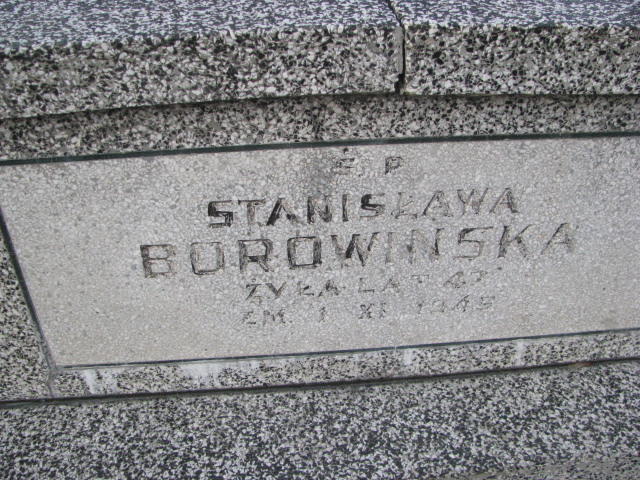 Ś P
STANISŁAWA
BOROWIŃSKA
ŻYŁA LAT 47
ZM. 1 XI 1945